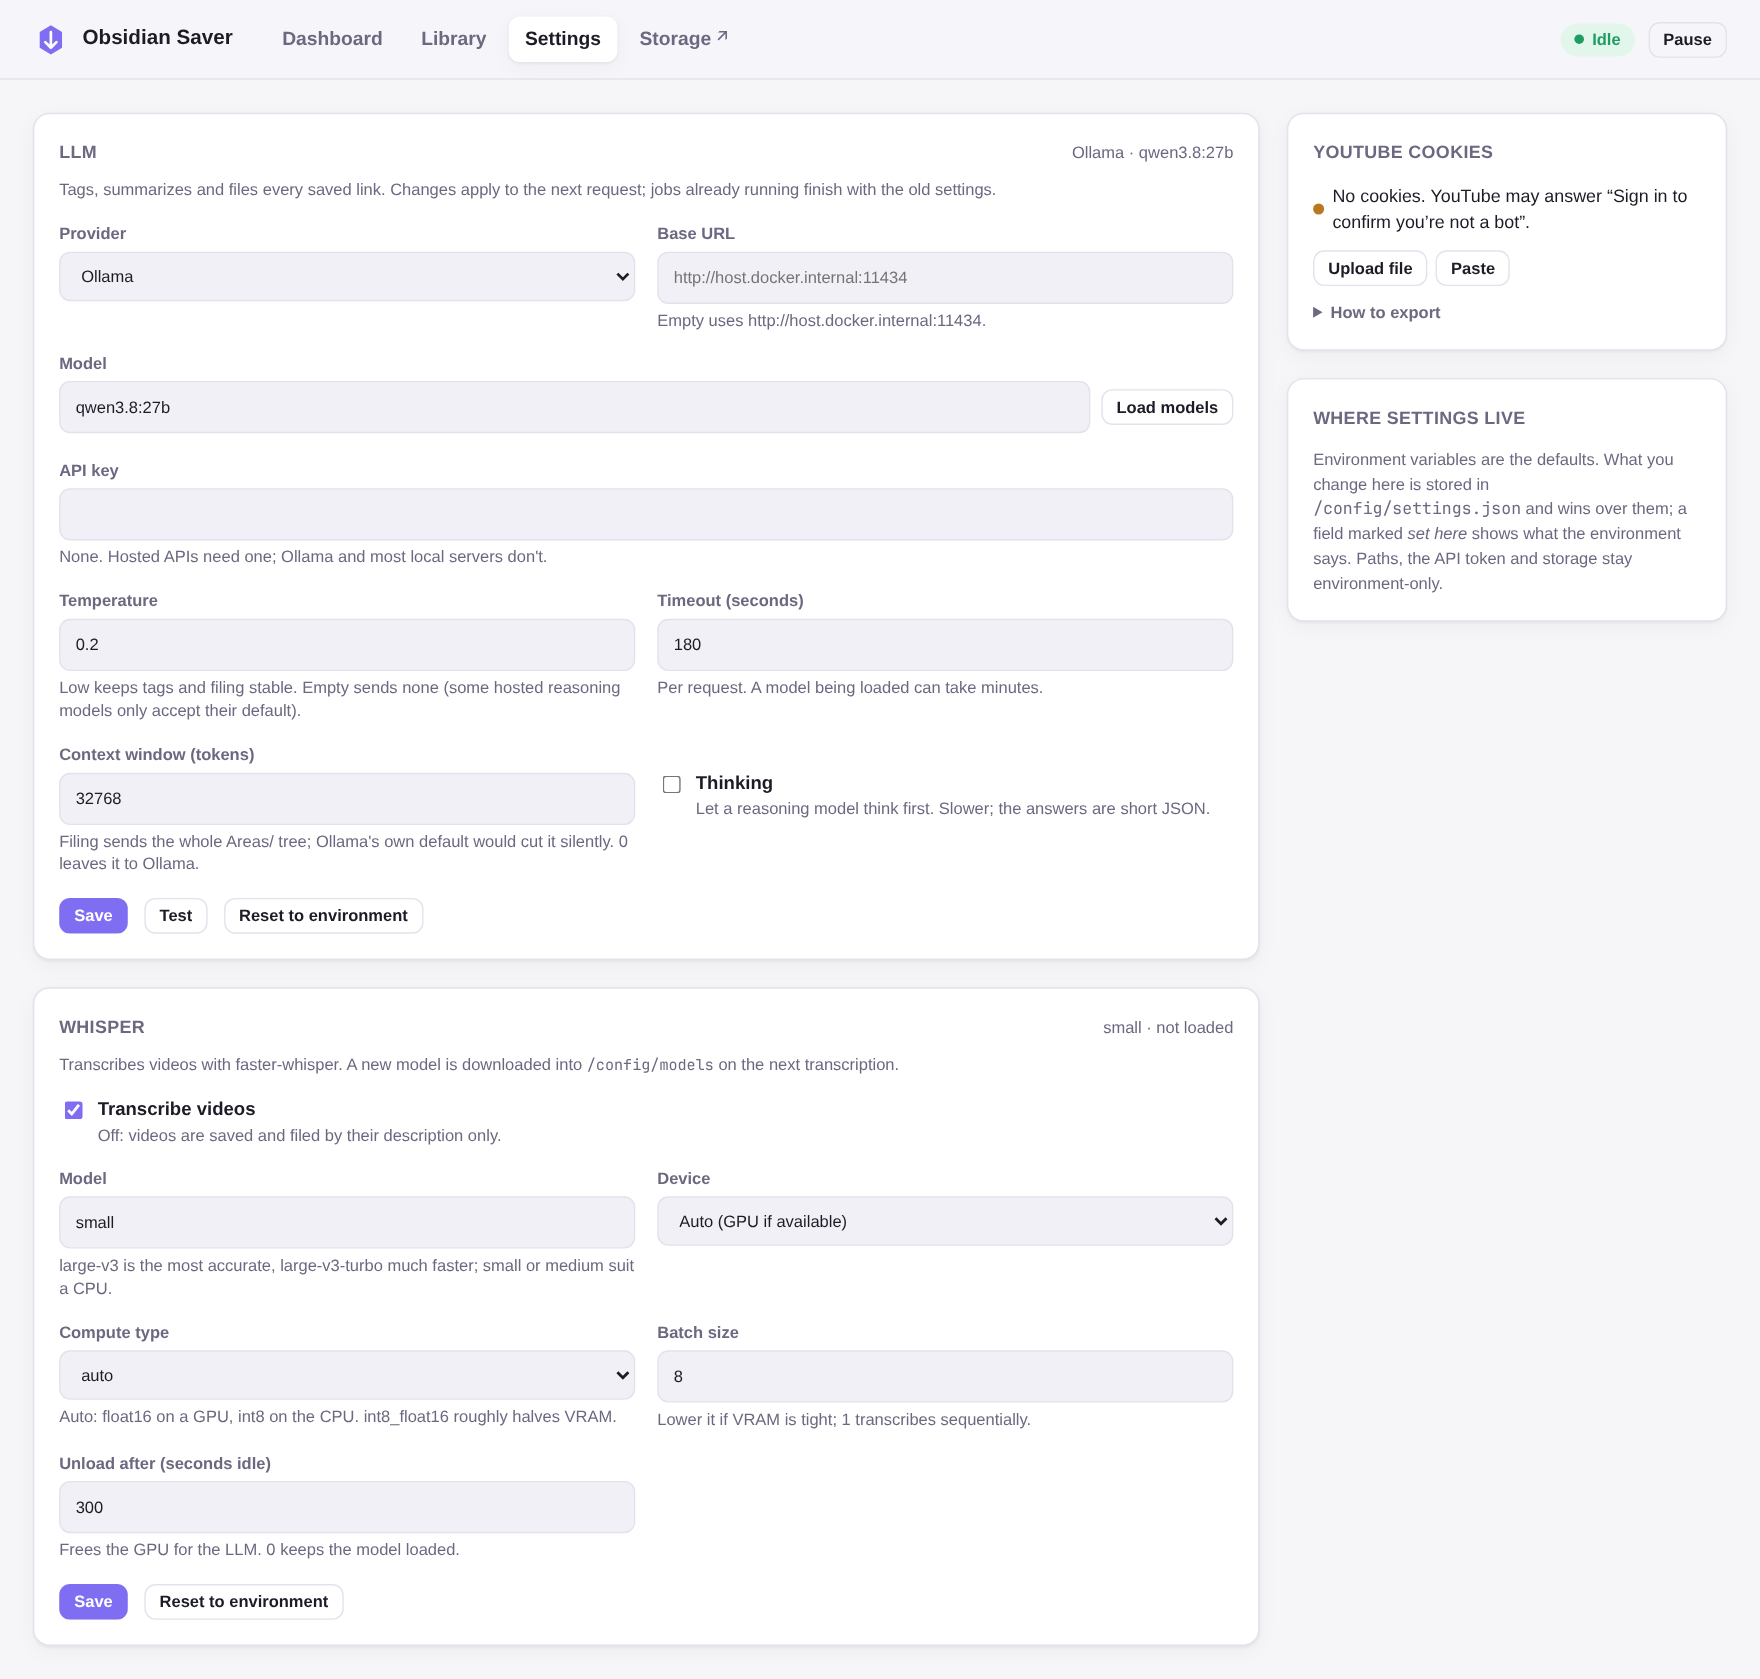 Obsidian Saver
Dashboard
Library
Settings
Storage ↗
Idle
Pause
LLM
Ollama · qwen3.8:27b
Tags, summarizes and files every saved link. Changes apply to the next request; jobs already running finish with the old settings.
Provider
Ollama
Base URL
http://host.docker.internal:11434
Empty uses http://host.docker.internal:11434.
Model
qwen3.8:27b
Load models
API key
None. Hosted APIs need one; Ollama and most local servers don't.
Temperature
0.2
Low keeps tags and filing stable. Empty sends none (some hosted reasoning
models only accept their default).
Timeout (seconds)
180
Per request. A model being loaded can take minutes.
Context window (tokens)
32768
Filing sends the whole Areas/ tree; Ollama's own default would cut it silently. 0
leaves it to Ollama.
Thinking
Let a reasoning model think first. Slower; the answers are short JSON.
Save
Test
Reset to environment
WHISPER
small · not loaded
Transcribes videos with faster-whisper. A new model is downloaded into /config/models on the next transcription.
Transcribe videos
Off: videos are saved and filed by their description only.
Model
small
large-v3 is the most accurate, large-v3-turbo much faster; small or medium suit
a CPU.
Device
Auto (GPU if available)
Compute type
auto
Auto: float16 on a GPU, int8 on the CPU. int8_float16 roughly halves VRAM.
Batch size
8
Lower it if VRAM is tight; 1 transcribes sequentially.
Unload after (seconds idle)
300
Frees the GPU for the LLM. 0 keeps the model loaded.
Save
Reset to environment
YOUTUBE COOKIES
No cookies. YouTube may answer “Sign in to
confirm you’re not a bot”.
Upload file
Paste
How to export
WHERE SETTINGS LIVE
Environment variables are the defaults. What you
change here is stored in
/config/settings.json and wins over them; a
field marked set here shows what the environment
says. Paths, the API token and storage stay
environment-only.